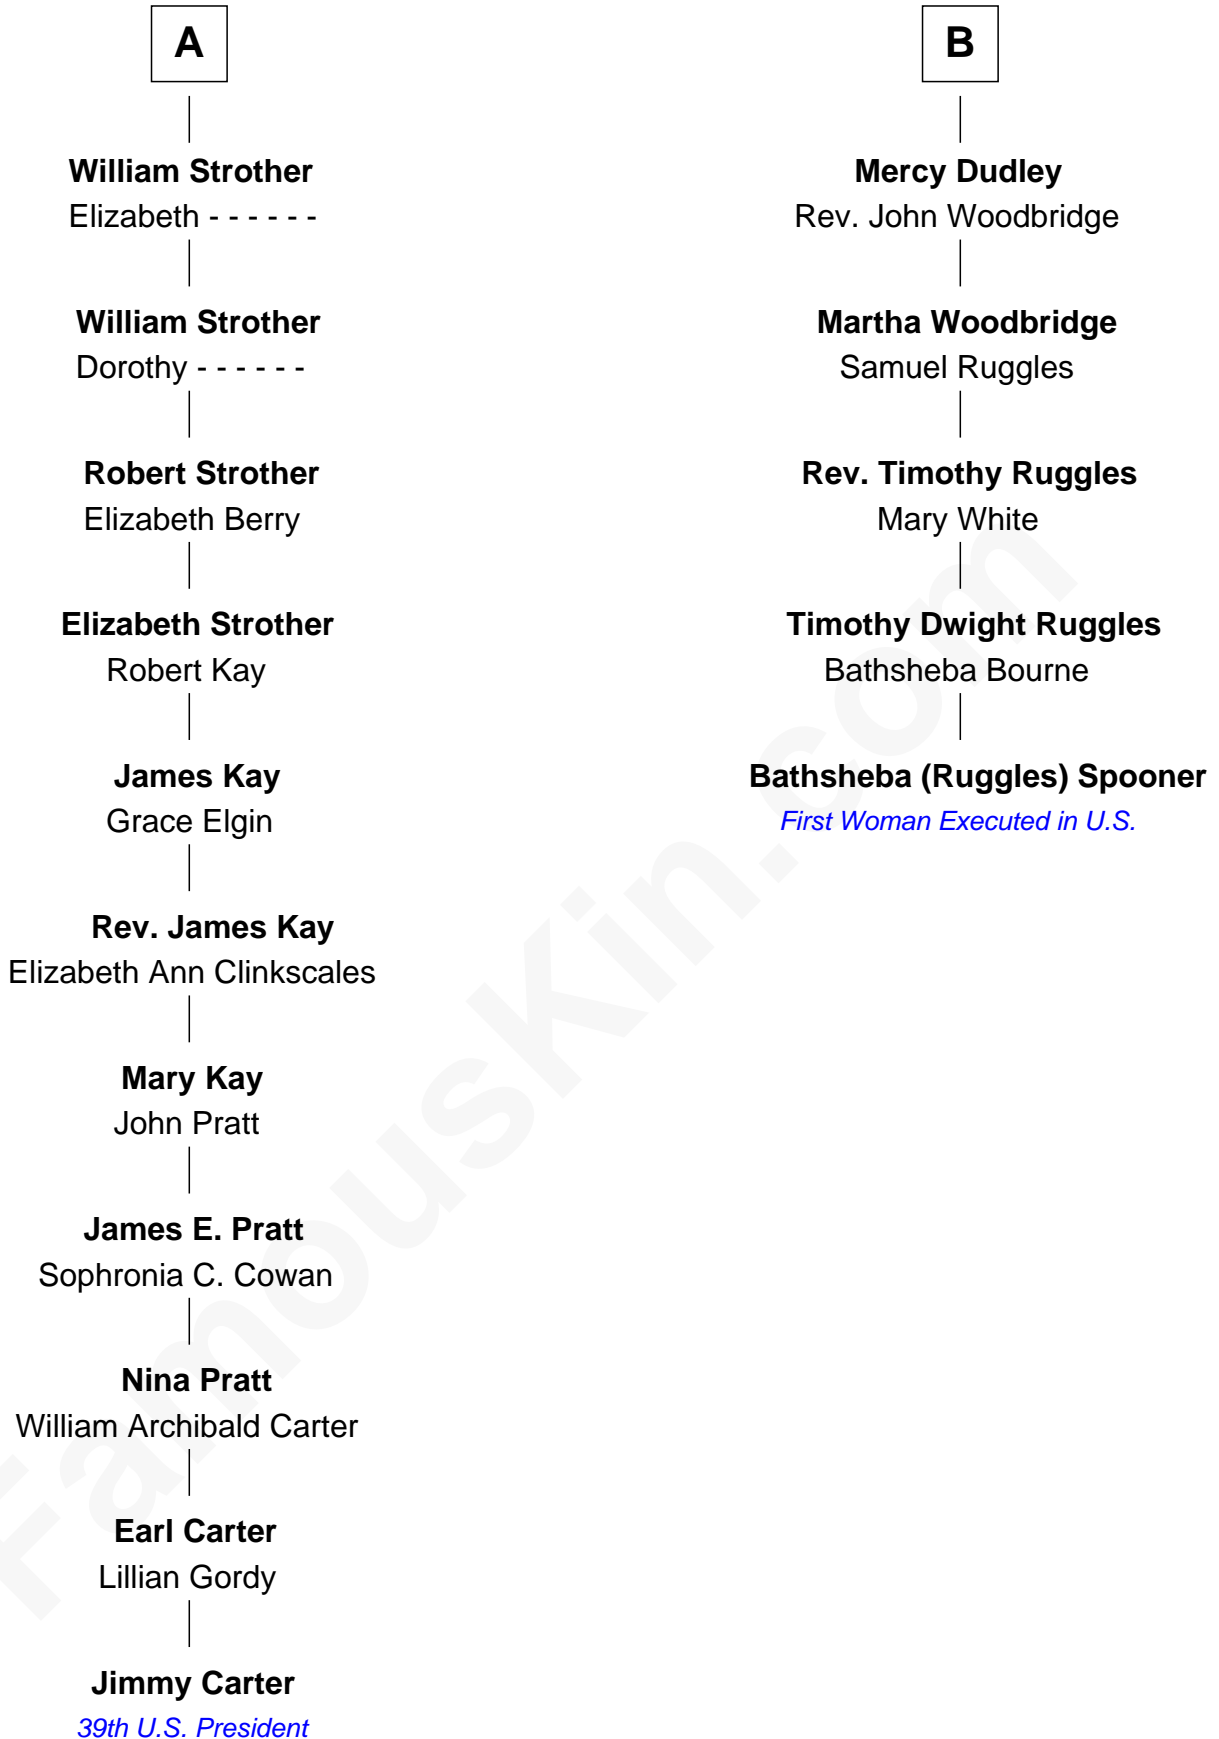 A
William Strother
Elizabeth - - - - - -
William Strother
Dorothy - - - - - -
Robert Strother
Elizabeth Berry
Elizabeth Strother
Robert Kay
James Kay
Grace Elgin
Rev. James Kay
Elizabeth Ann Clinkscales
Mary Kay
John Pratt
James E. Pratt
Sophronia C. Cowan
Nina Pratt
William Archibald Carter
Earl Carter
Lillian Gordy
Jimmy Carter
39th U.S. President
B
Mercy Dudley
Rev. John Woodbridge
Martha Woodbridge
Samuel Ruggles
Rev. Timothy Ruggles
Mary White
Timothy Dwight Ruggles
Bathsheba Bourne
Bathsheba (Ruggles) Spooner
First Woman Executed in U.S.
FamousKin.com